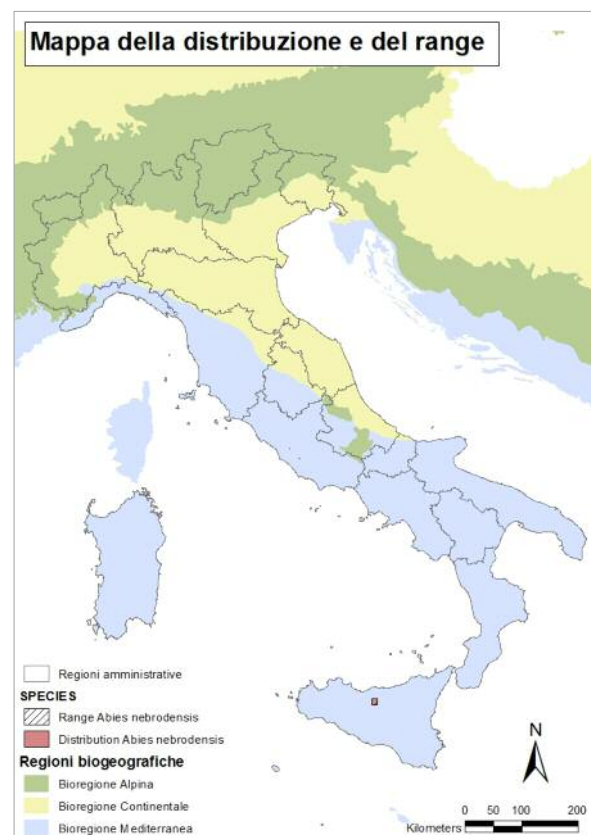 Mappa della distribuzione e del range
Regioni amministrative
SPECIES
Range Abies nebrodensis
Distribution Abies nebrodensis
Regioni biogeografiche
Bioregione Alpina
Bioregione Continentale
Bioregione Mediterranea
N
0 50 100 200
Kilometers